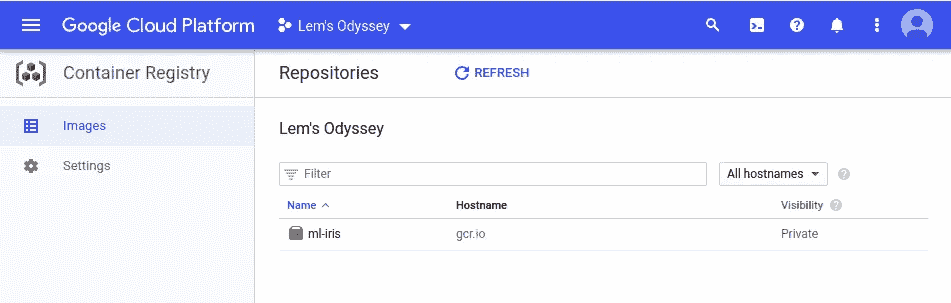 Google Cloud Platform Lem's Odyssey
Container Registry
Repositories REFRESH
Images
Settings
Lem's Odyssey
Filter All hostnames ?
Name Hostname Visibility ?
ml-iris gcr.io Private